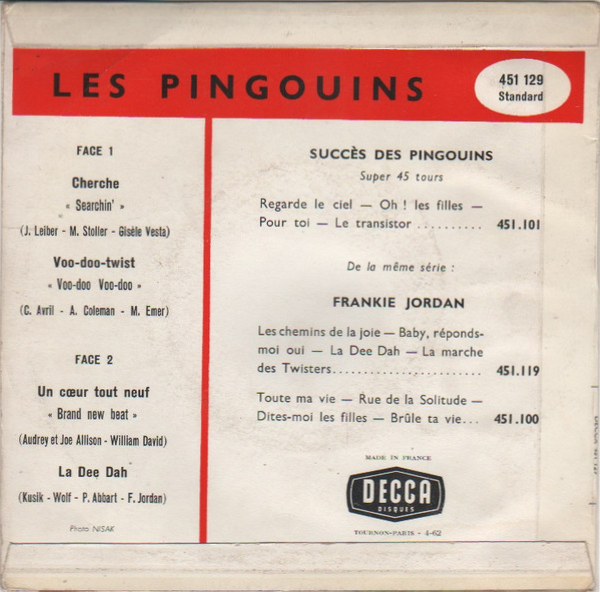 LES PINGOUINS
451 129
Standard
FACE 1
Cherche
« Searchin' »
(J. Leiber - M. Stoller - Gisèle Vesta)
Voo-doo-twist
« Voo-doo Voo-doo »
(C. Avril - A. Coleman - M. Emer)
FACE 2
Un cœur tout neuf
« Brand new beat »
(Audrey et Joe Allison - William David)
La Dee Dah
(Kusik - Wolf - P. Abbart - F. Jordan)
Photo NISAK
SUCCÈS DES PINGOUINS
Super 45 tours
Regarde le ciel — Oh ! les filles —
Pour toi — Le transistor .......... 451.101
De la même série :
FRANKIE JORDAN
Les chemins de la joie — Baby, réponds-
moi oui — La Dee Dah — La marche
des Twisters..................... 451.119
Toute ma vie — Rue de la Solitude —
Dites-moi les filles — Brûle ta vie... 451.100
MADE IN FRANCE
DECCA
DISQUES
TOURNON-PARIS - 4-62